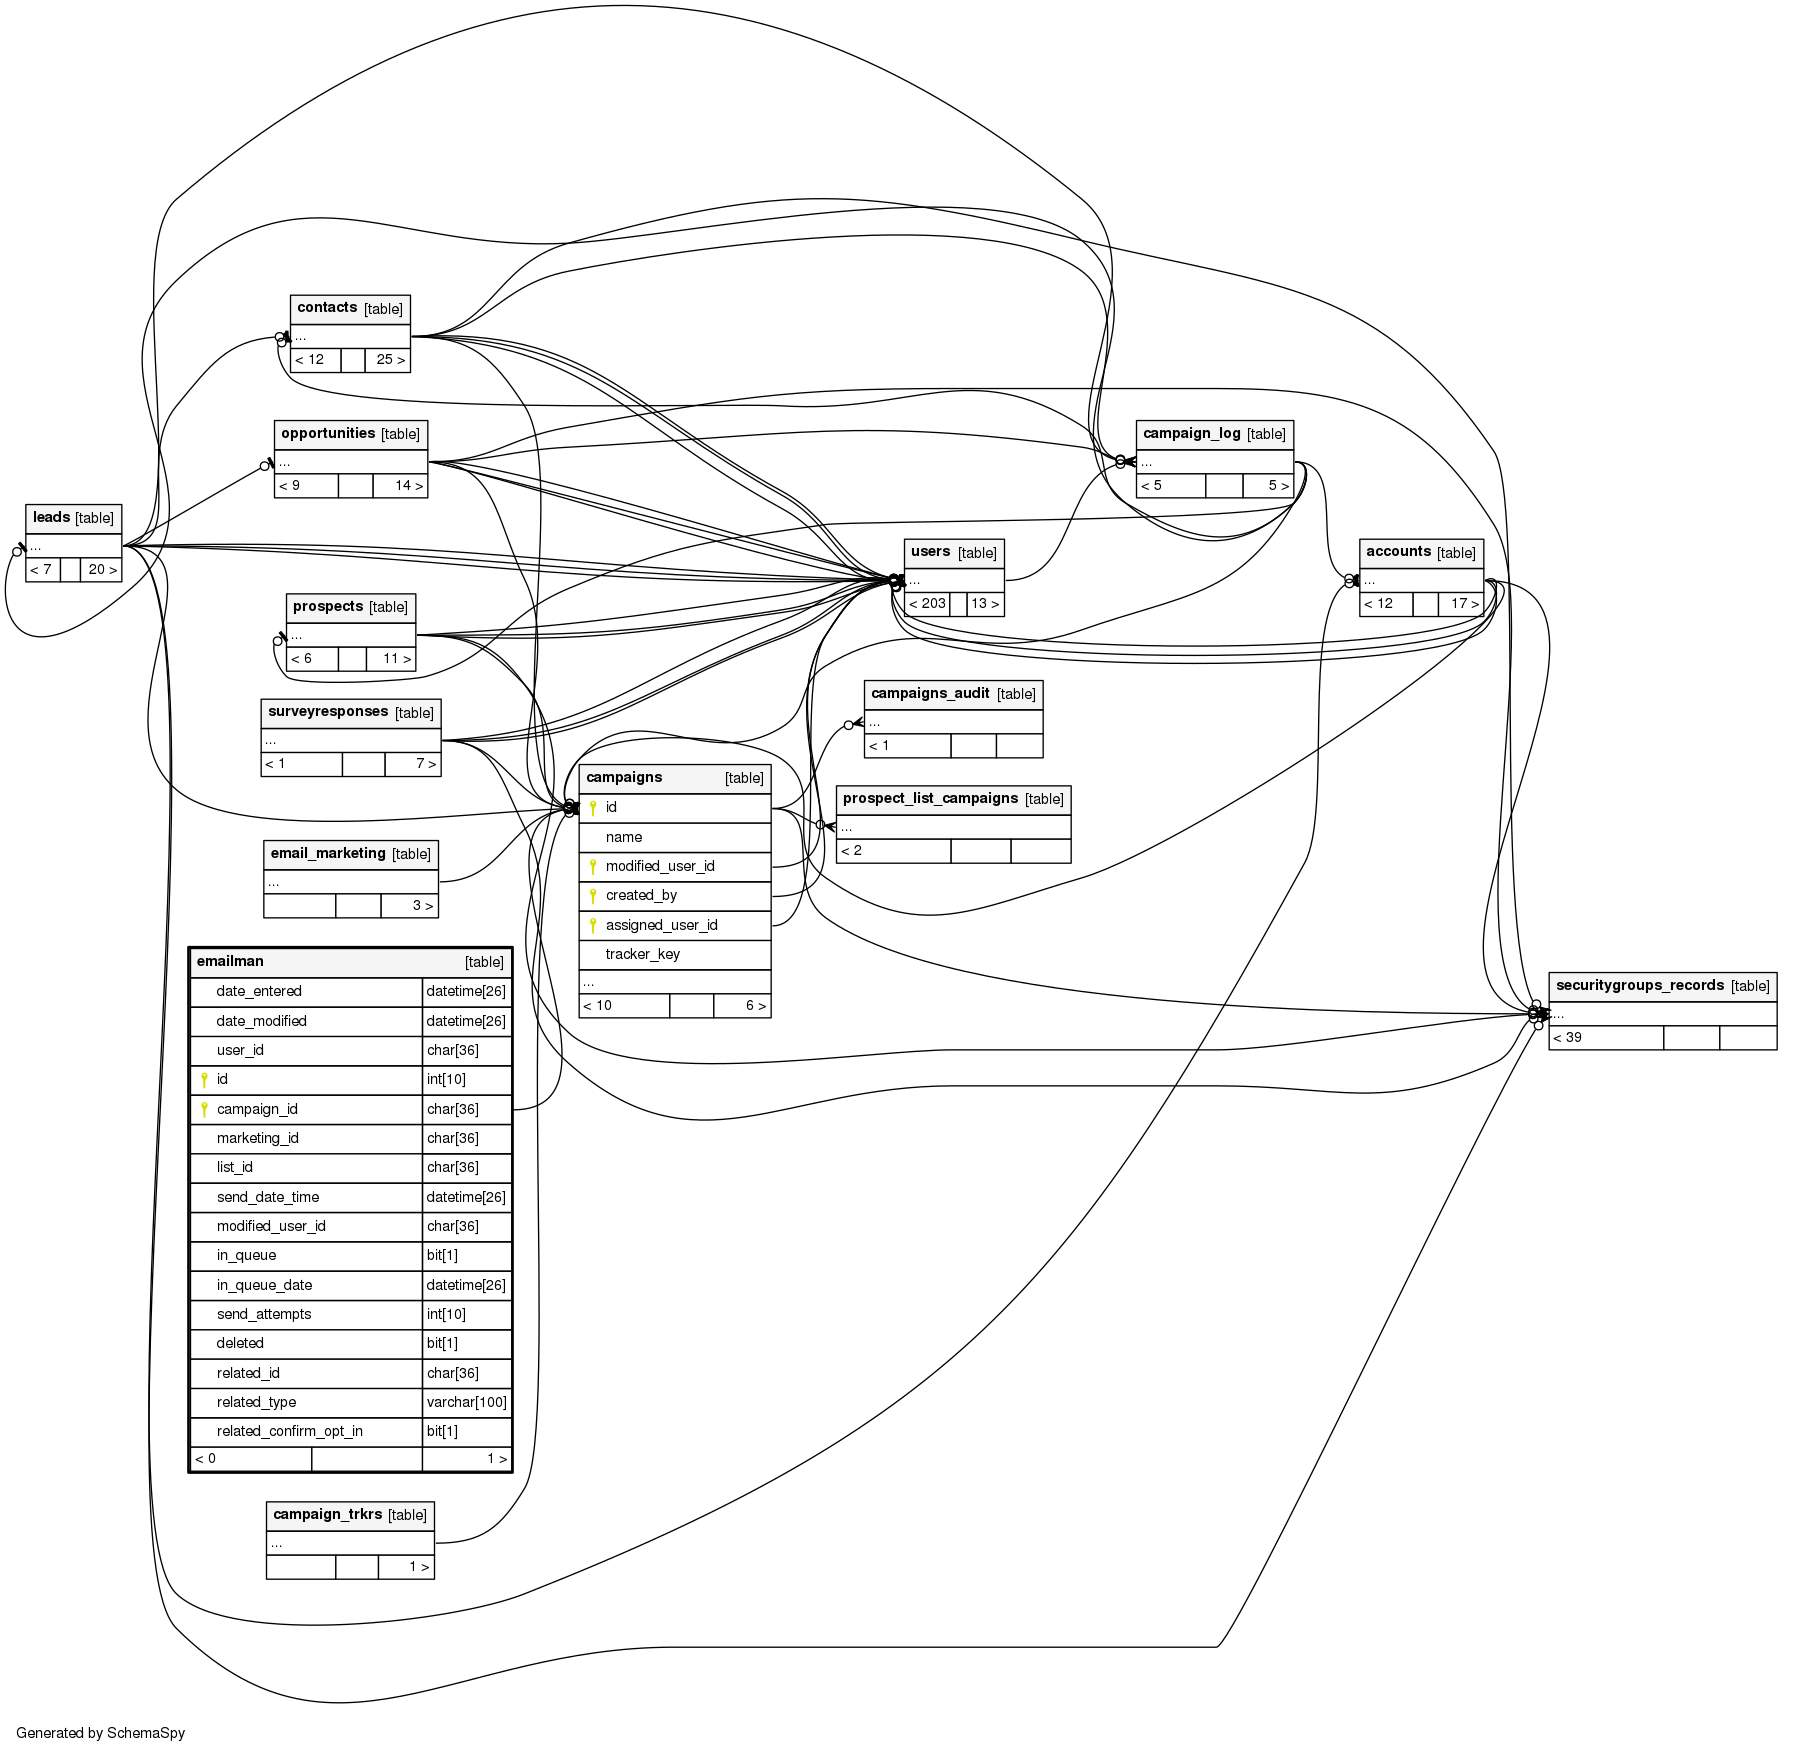 contacts [table]
...
< 12 25 >
opportunities [table]
...
< 9 14 >
campaign_log [table]
...
< 5 5 >
leads [table]
...
< 7 20 >
users [table]
...
< 203 13 >
accounts [table]
...
< 12 17 >
prospects [table]
...
< 6 11 >
surveyresponses [table]
...
< 1 7 >
campaigns_audit [table]
...
< 1
campaigns [table]
id
name
modified_user_id
created_by
assigned_user_id
tracker_key
...
< 10 6 >
prospect_list_campaigns [table]
...
< 2
email_marketing [table]
...
3 >
emailman [table]
date_entered datetime[26]
date_modified datetime[26]
user_id char[36]
id int[10]
campaign_id char[36]
marketing_id char[36]
list_id char[36]
send_date_time datetime[26]
modified_user_id char[36]
in_queue bit[1]
in_queue_date datetime[26]
send_attempts int[10]
deleted bit[1]
related_id char[36]
related_type varchar[100]
related_confirm_opt_in bit[1]
< 0 1 >
securitygroups_records [table]
...
< 39
campaign_trkrs [table]
...
1 >
Generated by SchemaSpy